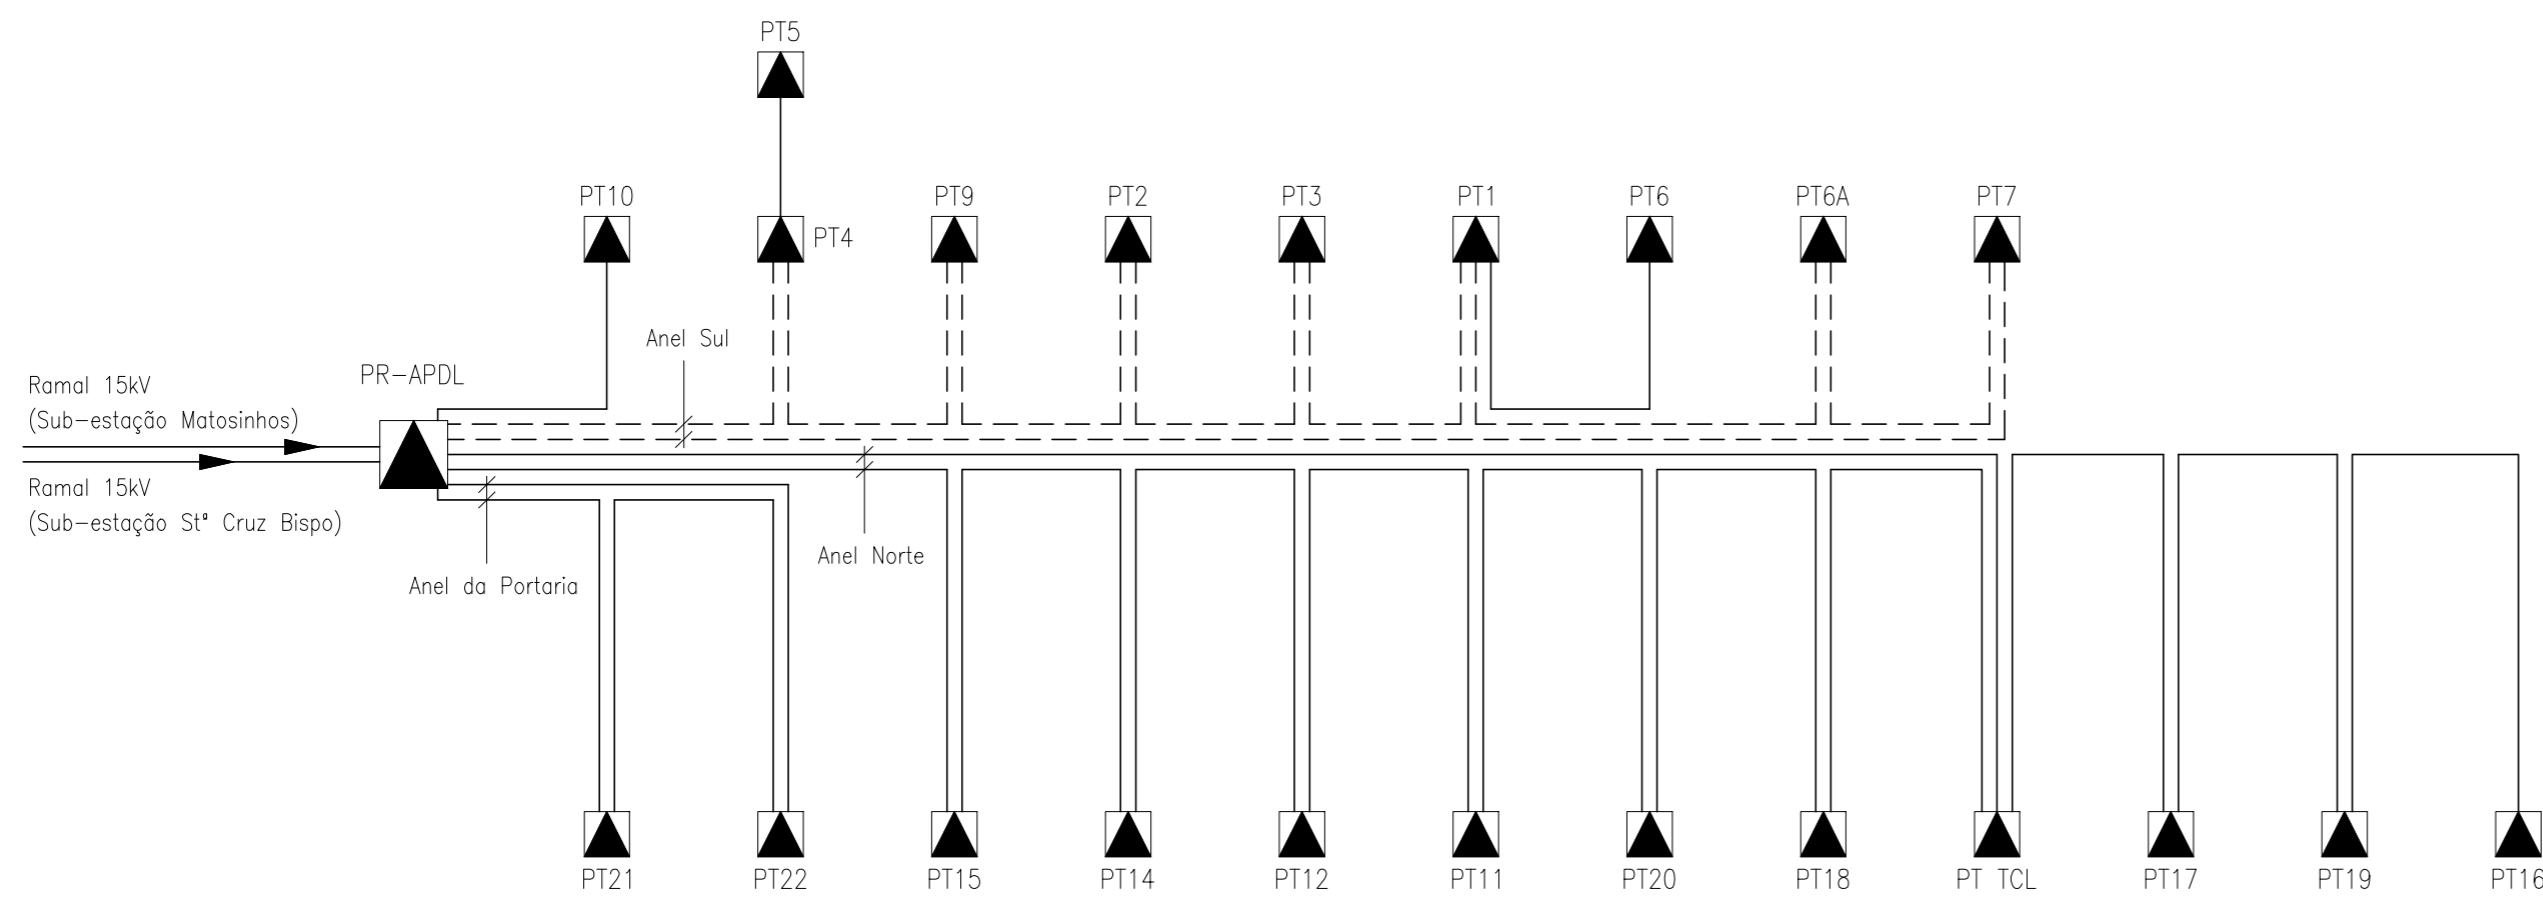 PT5
PT10
PT4
PT9
PT2
PT3
PT1
PT6
PT6A
PT7
Anel Sul
PR-APDL
Ramal 15kV
(Sub-estação Matosinhos)
Ramal 15kV
(Sub-estação Stª Cruz Bispo)
Anel Norte
Anel da Portaria
PT21
PT22
PT15
PT14
PT12
PT11
PT20
PT18
PT TCL
PT17
PT19
PT16